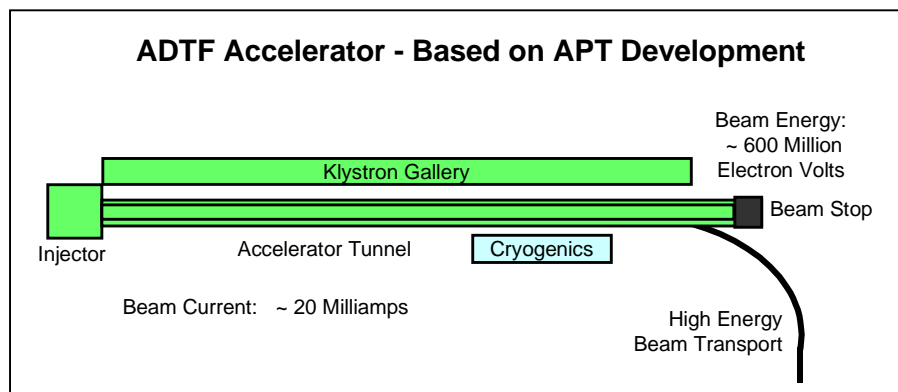 ADTF Accelerator - Based on APT Development
Beam Energy:
~ 600 Million
Electron Volts
Klystron Gallery
Beam Stop
Injector
Accelerator Tunnel
Cryogenics
Beam Current: ~ 20 Milliamps
High Energy
Beam Transport